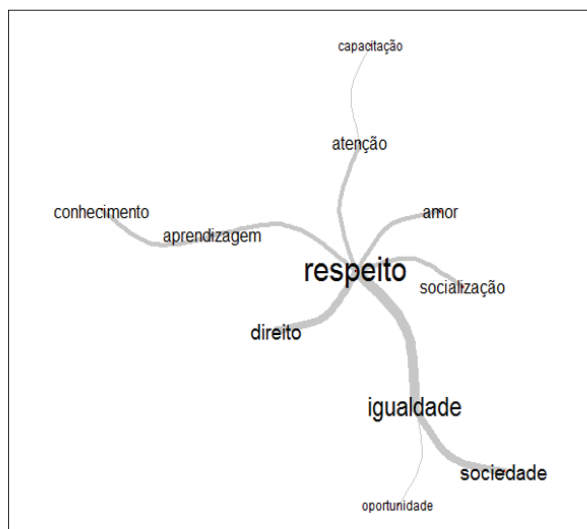 capacitação
atenção
conhecimento
amor
aprendizagem
respeito
socialização
direito
igualdade
sociedade
oportunidade